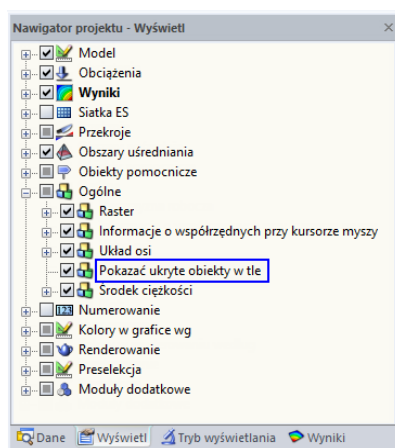 Nawigator projektu - Wyświetl
Model
Obciążenia
Wyniki
Siatka ES
Przekroje
Obszary uśredniania
Obiekty pomocnicze
Ogólne
Raster
Informacje o współrzędnych przy kursorze myszy
Układ osi
Pokazać ukryte obiekty w tle
Środek ciężkości
123 Numerowanie
Kolory w grafice wg
Renderowanie
Preselekcja
Moduły dodatkowe
Dane Wyświetl Tryb wyświetlania Wyniki